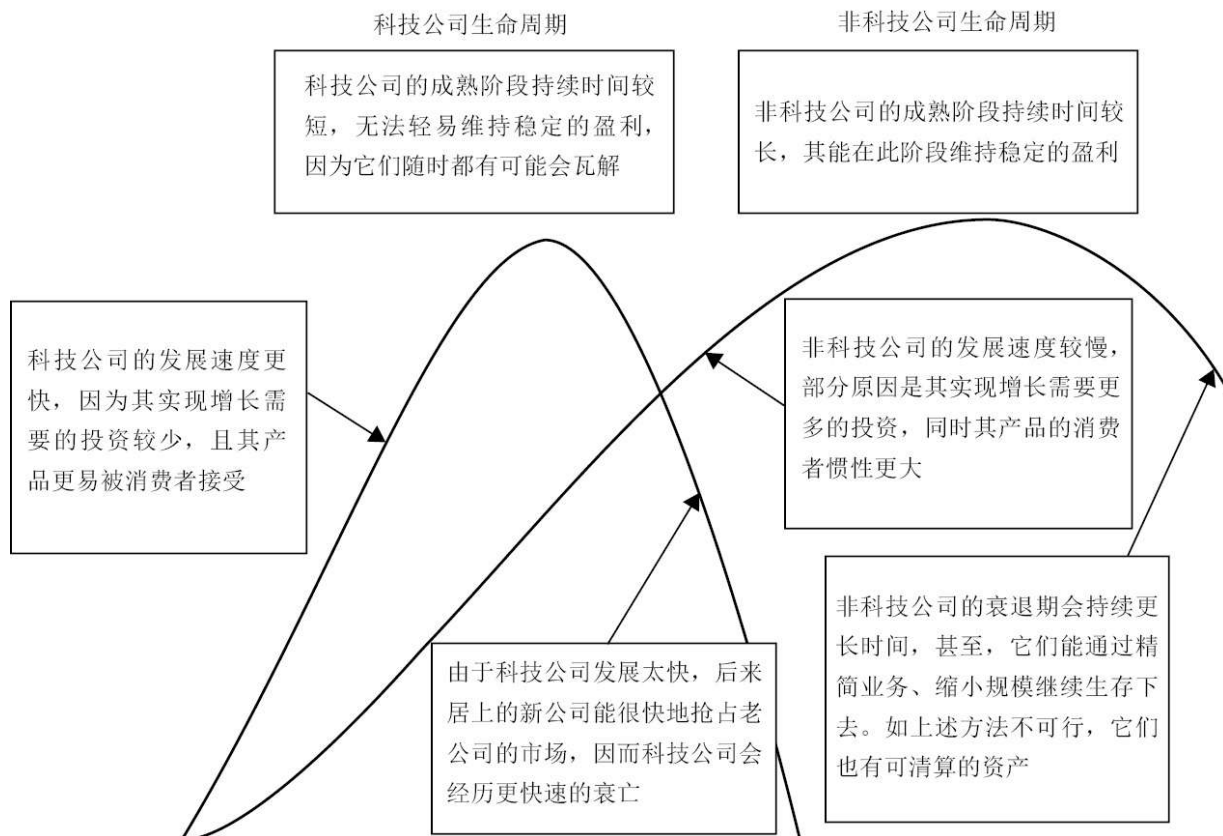 科技公司生命周期
非科技公司生命周期
科技公司的成熟阶段持续时间较
短，无法轻易维持稳定的盈利，
因为它们随时都有可能会瓦解
非科技公司的成熟阶段持续时间较
长，其能在此阶段维持稳定的盈利
科技公司的发展速度更
快，因为其实现增长需
要的投资较少，且其产
品更易被消费者接受
非科技公司的发展速度较慢，
部分原因是其实现增长需要更
多的投资，同时其产品的消费
者惯性更大
由于科技公司发展太快，后来
居上的新公司能很快地抢占老
公司的市场，因而科技公司会
经历更快速的衰亡
非科技公司的衰退期会持续更
长时间，甚至，它们能通过精
简业务、缩小规模继续生存下
去。如上述方法不可行，它们
也有可清算的资产